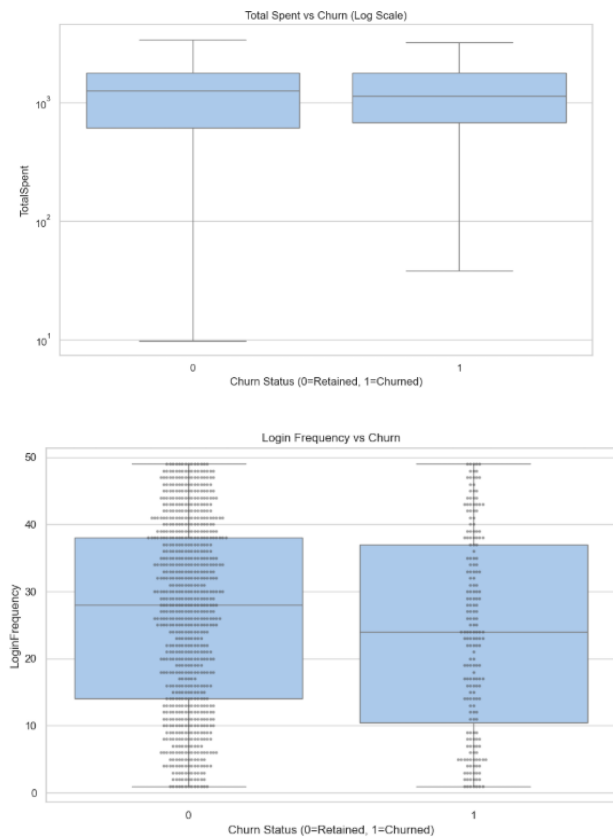 Total Spent vs Churn (Log Scale)
10³
10²
10¹
TotalSpent
0 1
Churn Status (0=Retained, 1=Churned)
Login Frequency vs Churn
50
40
30
20
10
0
LoginFrequency
0 1
Churn Status (0=Retained, 1=Churned)